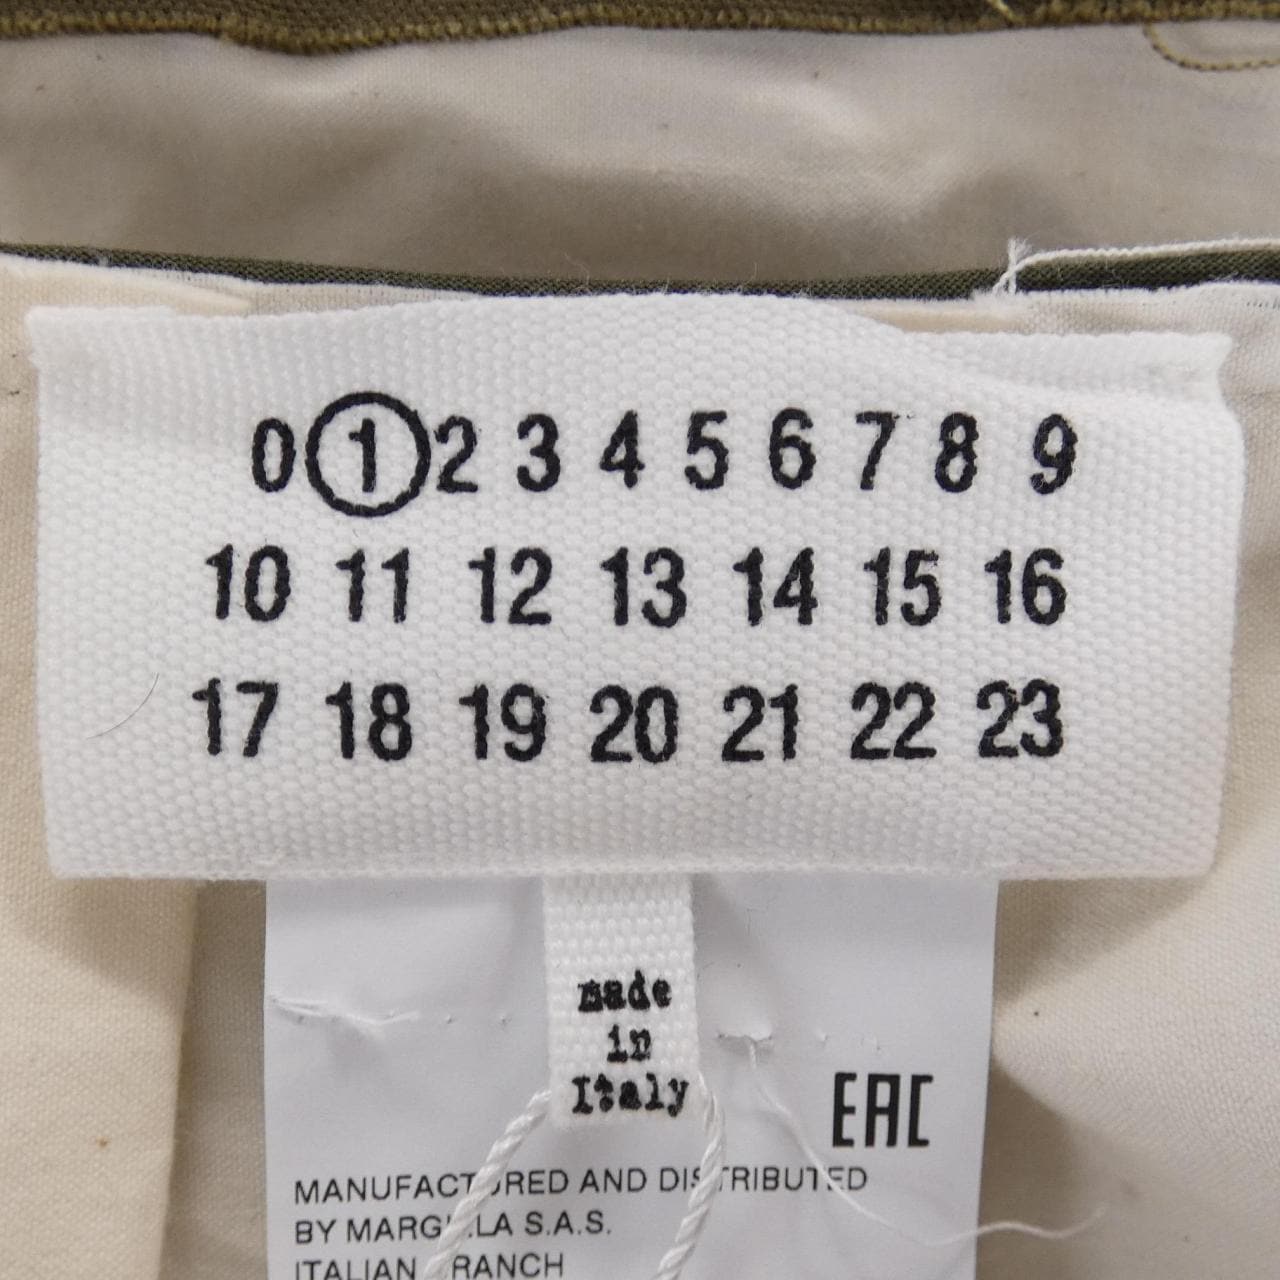 0 1 2 3 4 5 6 7 8 9
10 11 12 13 14 15 16
17 18 19 20 21 22 23
made
in
Italy
EAC
MANUFACTURED AND DISTRIBUTED
BY MARGIELA S.A.S.
ITALIAN BRANCH